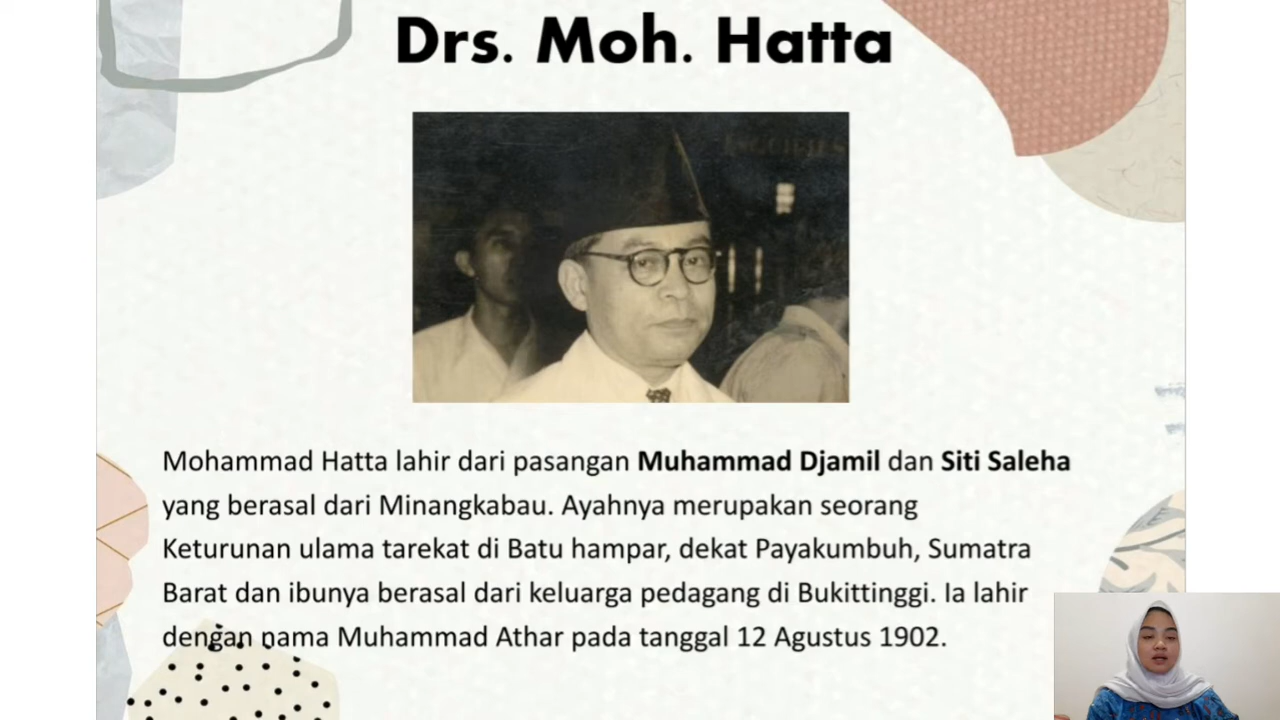 Drs. Moh. Hatta
Mohammad Hatta lahir dari pasangan Muhammad Djamil dan Siti Saleha
yang berasal dari Minangkabau. Ayahnya merupakan seorang
Keturunan ulama tarekat di Batu hampar, dekat Payakumbuh, Sumatra
Barat dan ibunya berasal dari keluarga pedagang di Bukittinggi. Ia lahir
dengan nama Muhammad Athar pada tanggal 12 Agustus 1902.